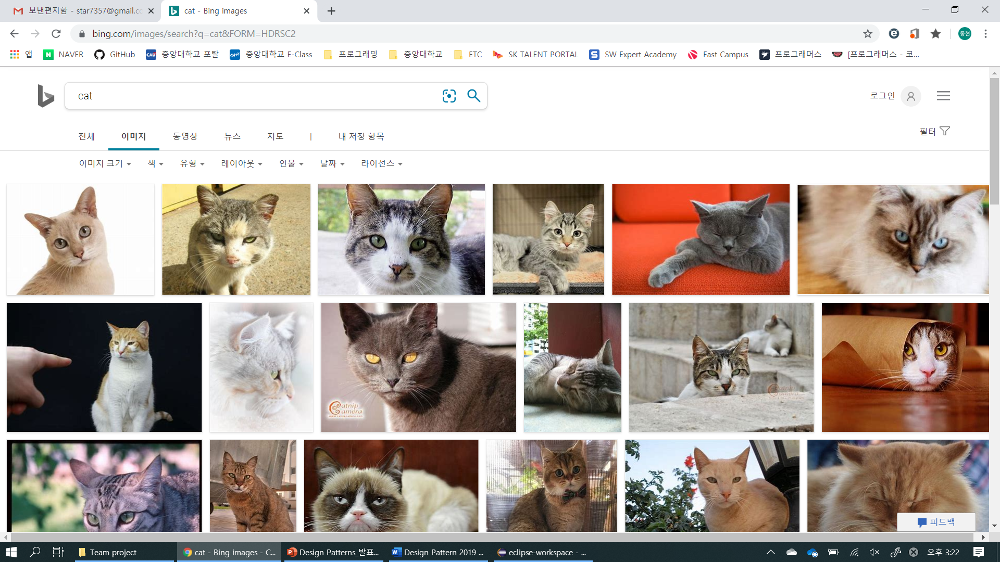 보낸편지함 - star7357@gmail.co
cat - Bing images
bing.com/images/search?q=cat&FORM=HDRSC2
동현
앱 NAVER GitHub CAU 중앙대학교 포탈 CAU 중앙대학교 E-Class 프로그래밍 중앙대학교 ETC SK TALENT PORTAL S SW Expert Academy Fast Campus 프로그래머스 [프로그래머스 - 코...
cat
로그인
전체 이미지 동영상 뉴스 지도 | 내 저장 항목
필터
이미지 크기 색 유형 레이아웃 인물 날짜 라이선스
Catnip
Camera
피드백
Team project
cat - Bing images - C...
Design Patterns_발표...
Design Pattern 2019 ...
eclipse-workspace - ...
오후 3:22